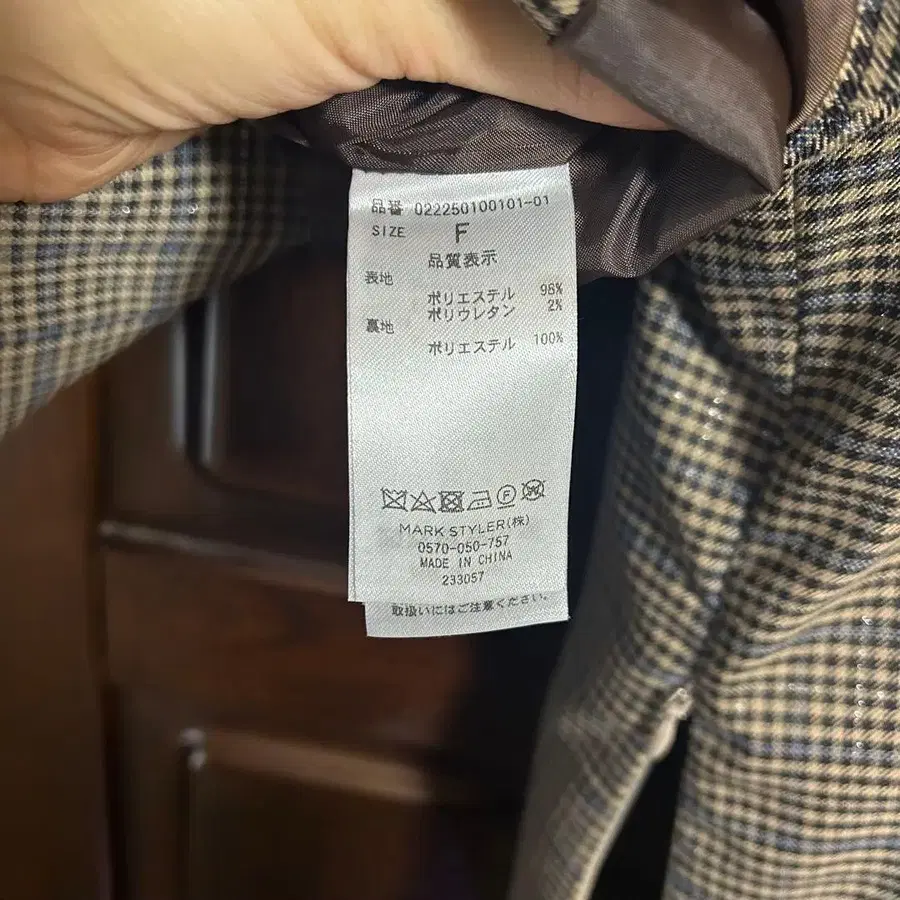 品番 022250100101-01
SIZE F
品質表示
表地
ポリエステル 98%
ポリウレタン 2%
裏地
ポリエステル 100%
MARK STYLER(株)
0570-050-757
MADE IN CHINA
233057
取扱いにはご注意ください。